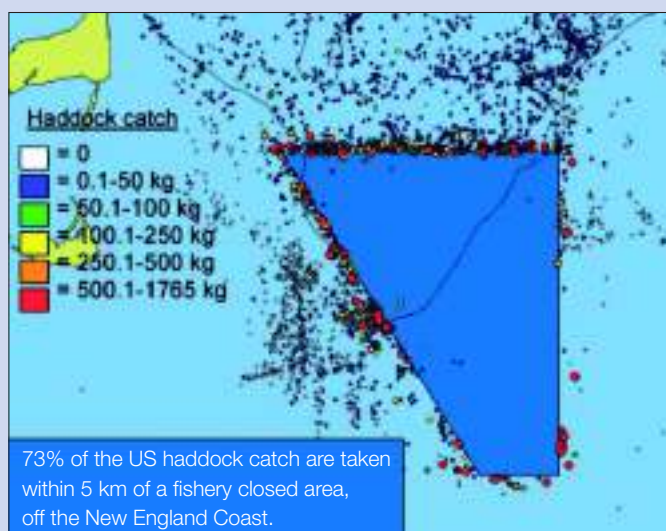 Haddock catch
= 0
= 0.1-50 kg
= 50.1-100 kg
= 100.1-250 kg
= 250.1-500 kg
= 500.1-1765 kg
73% of the US haddock catch are taken
within 5 km of a fishery closed area,
off the New England Coast.